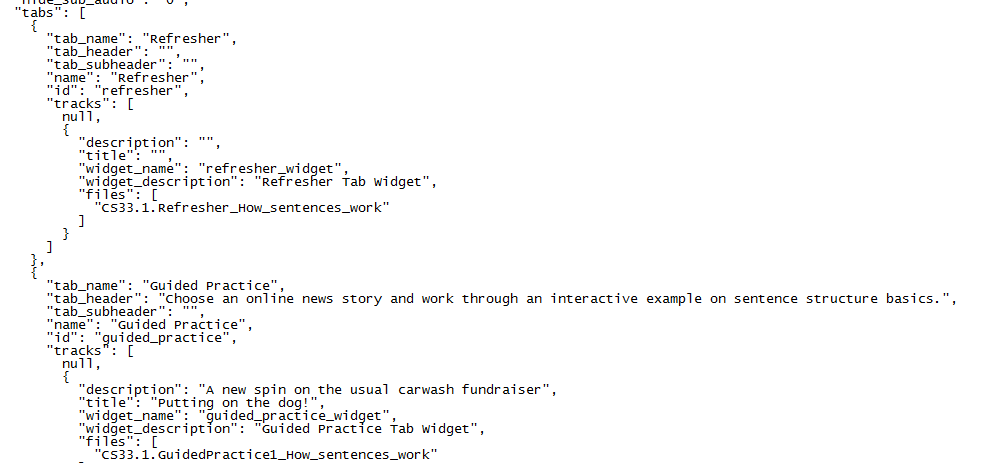 "hide_sub_audio": "0",
"tabs": [
{
"tab_name": "Refresher",
"tab_header": "",
"tab_subheader": "",
"name": "Refresher",
"id": "refresher",
"tracks": [
null,
{
"description": "",
"title": "",
"widget_name": "refresher_widget",
"widget_description": "Refresher Tab Widget",
"files": [
"CS33.1.Refresher_How_sentences_work"
]
}
]
},
{
"tab_name": "Guided Practice",
"tab_header": "Choose an online news story and work through an interactive example on sentence structure basics.",
"tab_subheader": "",
"name": "Guided Practice",
"id": "guided_practice",
"tracks": [
null,
{
"description": "A new spin on the usual carwash fundraiser",
"title": "Putting on the dog!",
"widget_name": "guided_practice_widget",
"widget_description": "Guided Practice Tab Widget",
"files": [
"CS33.1.GuidedPractice1_How_sentences_work"